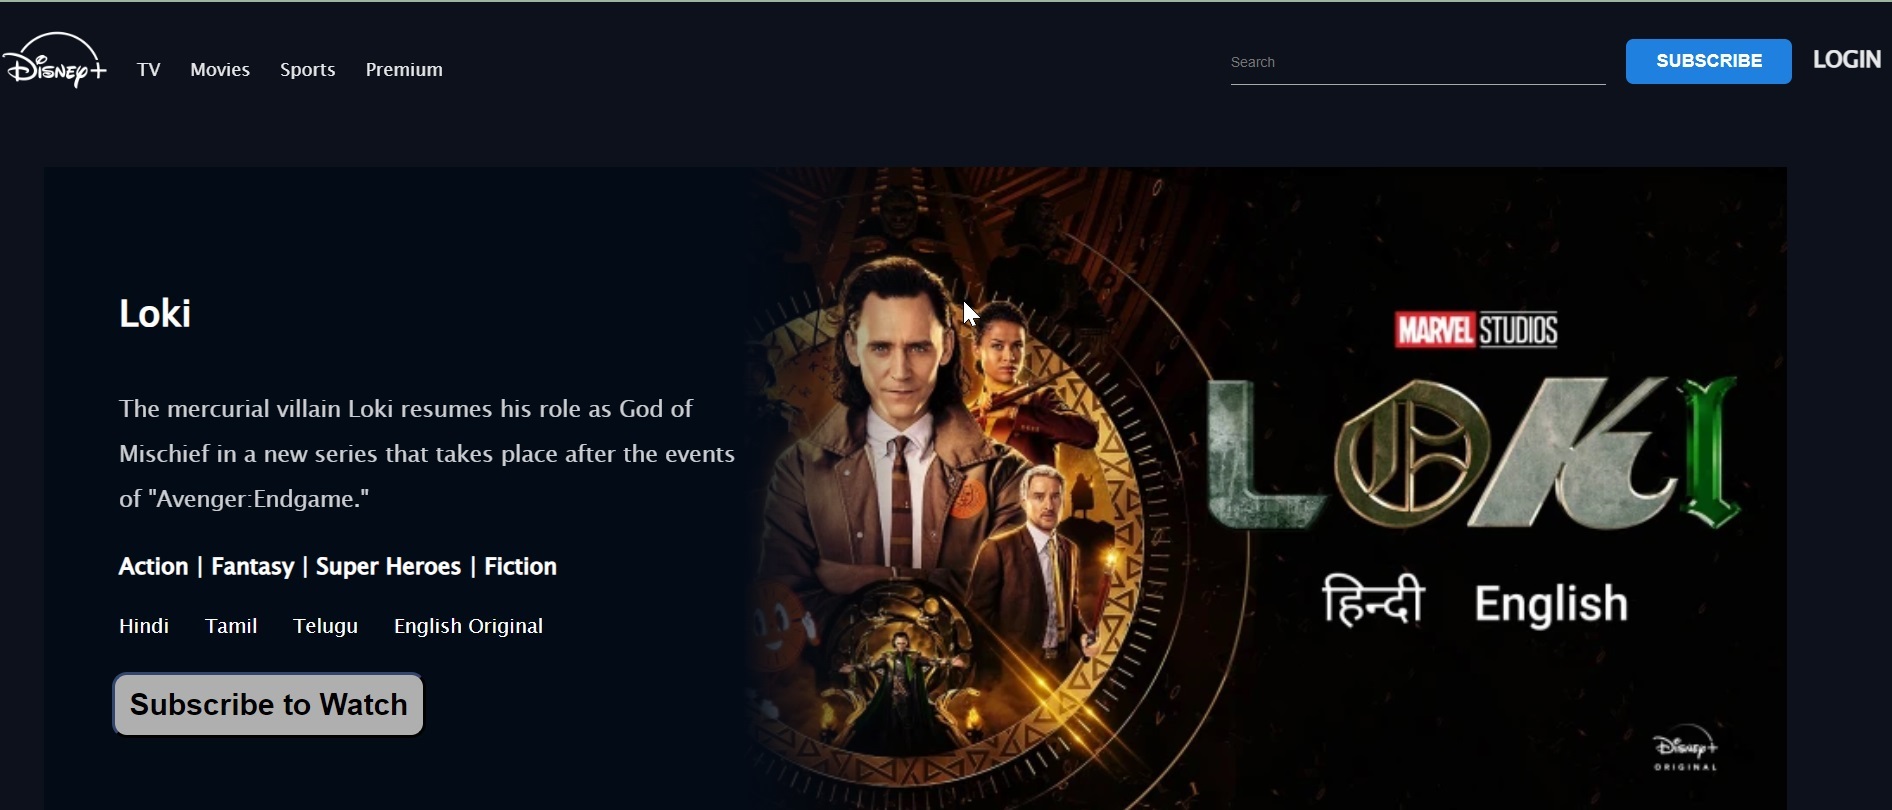 Disney+
TV Movies Sports Premium
Search
SUBSCRIBE
LOGIN
Loki
The mercurial villain Loki resumes his role as God of
Mischief in a new series that takes place after the events
of "Avenger:Endgame."
Action | Fantasy | Super Heroes | Fiction
Hindi Tamil Telugu English Original
Subscribe to Watch
MARVEL STUDIOS
LOKI
हिन्दी English
Disney+
ORIGINAL